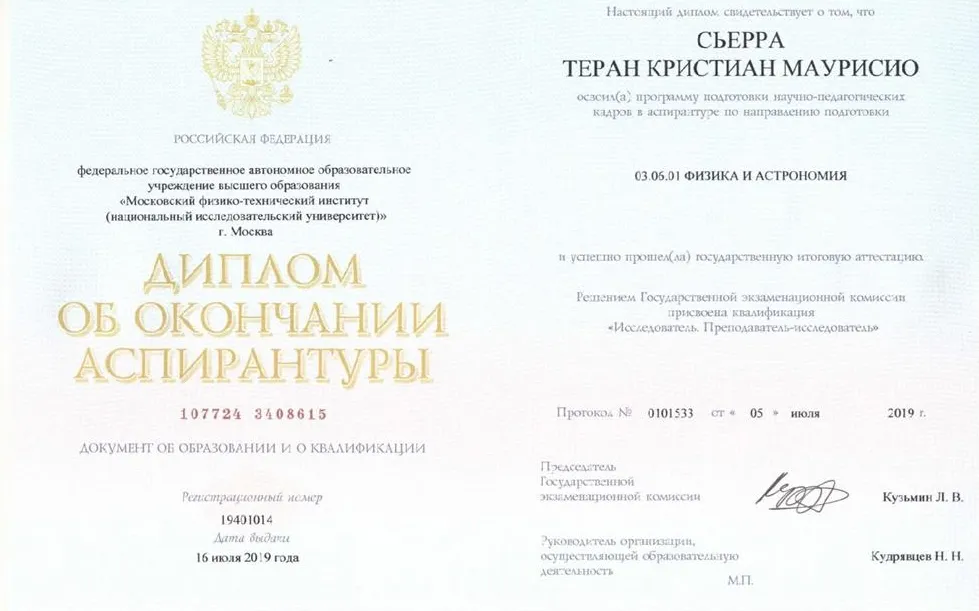 РОССИЙСКАЯ ФЕДЕРАЦИЯ
федеральное государственное автономное образовательное
учреждение высшего образования
«Московский физико-технический институт
(национальный исследовательский университет)»
г. Москва
ДИПЛОМ
ОБ ОКОНЧАНИИ
АСПИРАНТУРЫ
107724 3408615
ДОКУМЕНТ ОБ ОБРАЗОВАНИИ И О КВАЛИФИКАЦИИ
Регистрационный номер
19401014
Дата выдачи
16 июля 2019 года
Настоящий диплом свидетельствует о том, что
СЬЕРРА
ТЕРАН КРИСТИАН МАУРИСИО
освоил(а) программу подготовки научно-педагогических
кадров в аспирантуре по направлению подготовки
03.06.01 ФИЗИКА И АСТРОНОМИЯ
и успешно прошел(ла) государственную итоговую аттестацию.
Решением Государственной экзаменационной комиссии
присвоена квалификация
«Исследователь. Преподаватель-исследователь»
Протокол № 0101533 от « 05 » июля 2019 г.
Председатель
Государственной
экзаменационной комиссии
Кузьмин Л. В.
Руководитель организации,
осуществляющей образовательную
деятельность
Кудрявцев Н. Н.
М.П.